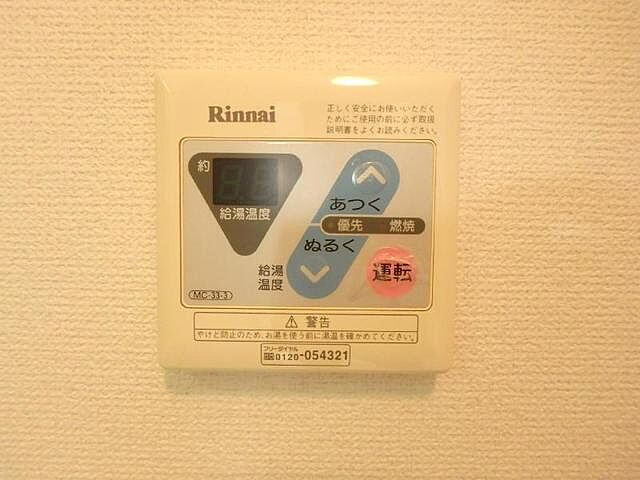 Rinnai
正しく安全にお使いいただく
ためにご使用の前に必ず取扱
説明書をよくお読みください。
約
給湯温度
あつく
優先 燃焼
ぬるく
給湯
温度
運転
MC-33-3
⚠ 警告
やけど防止のため、お湯を使う前に湯温を確かめてください。
フリーダイヤル
0120-054321